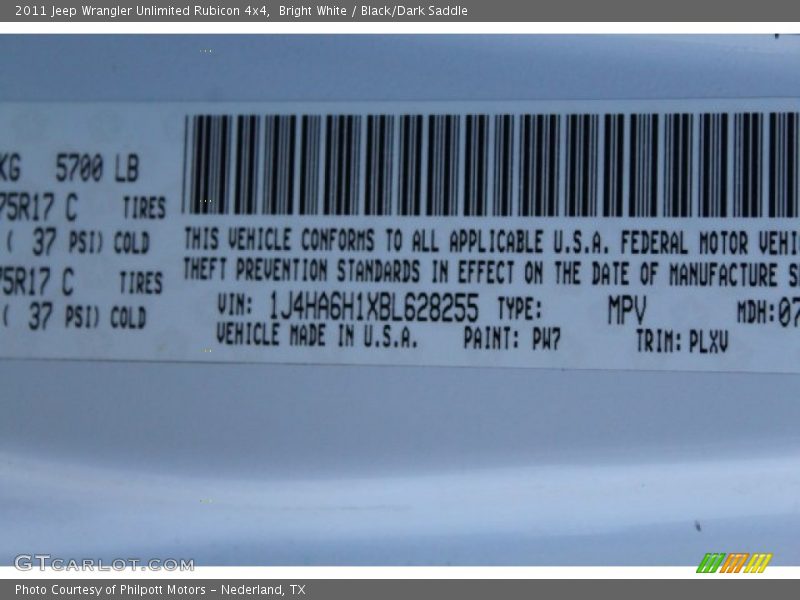 2011 Jeep Wrangler Unlimited Rubicon 4x4,  Bright White / Black/Dark Saddle
KG 5700 LB
75R17 C TIRES
( 37 PSI) COLD
75R17 C TIRES
( 37 PSI) COLD
THIS VEHICLE CONFORMS TO ALL APPLICABLE U.S.A. FEDERAL MOTOR VEHI
THEFT PREVENTION STANDARDS IN EFFECT ON THE DATE OF MANUFACTURE S
VIN: 1J4HA6H1XBL628255 TYPE: MPV MDH:07
VEHICLE MADE IN U.S.A. PAINT: PW7 TRIM: PLXV
GTCARLOT.COM
Photo Courtesy of Philpott Motors - Nederland, TX